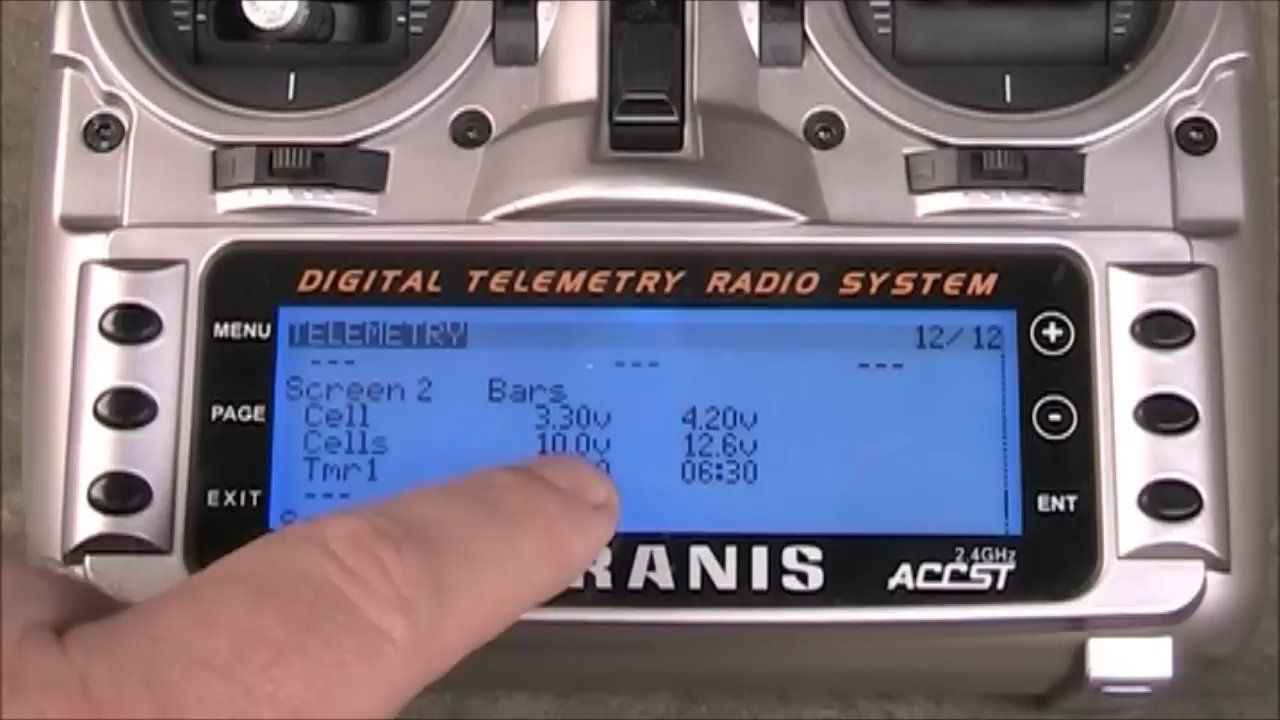 DIGITAL TELEMETRY RADIO SYSTEM
MENU
PAGE
EXIT
TELEMETRY 12/12
--- --- ---
Screen 2 Bars
Cell 3.30v 4.20v
Cells 10.0v 12.6v
Tmr1 06:30
---
+
-
ENT
RANIS
2.4GHz
ACCST